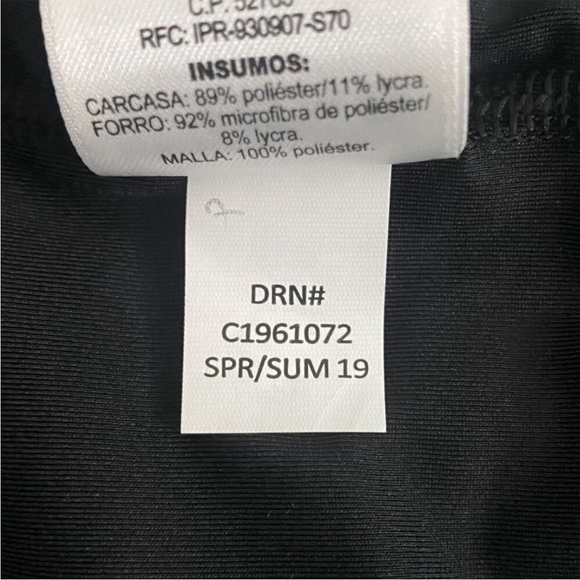 RFC: IPR-930907-S70
INSUMOS:
CARCASA: 89% poliéster/11% lycra.
FORRO: 92% microfibra de poliéster/
8% lycra.
MALLA: 100% poliéster.
DRN#
C1961072
SPR/SUM 19